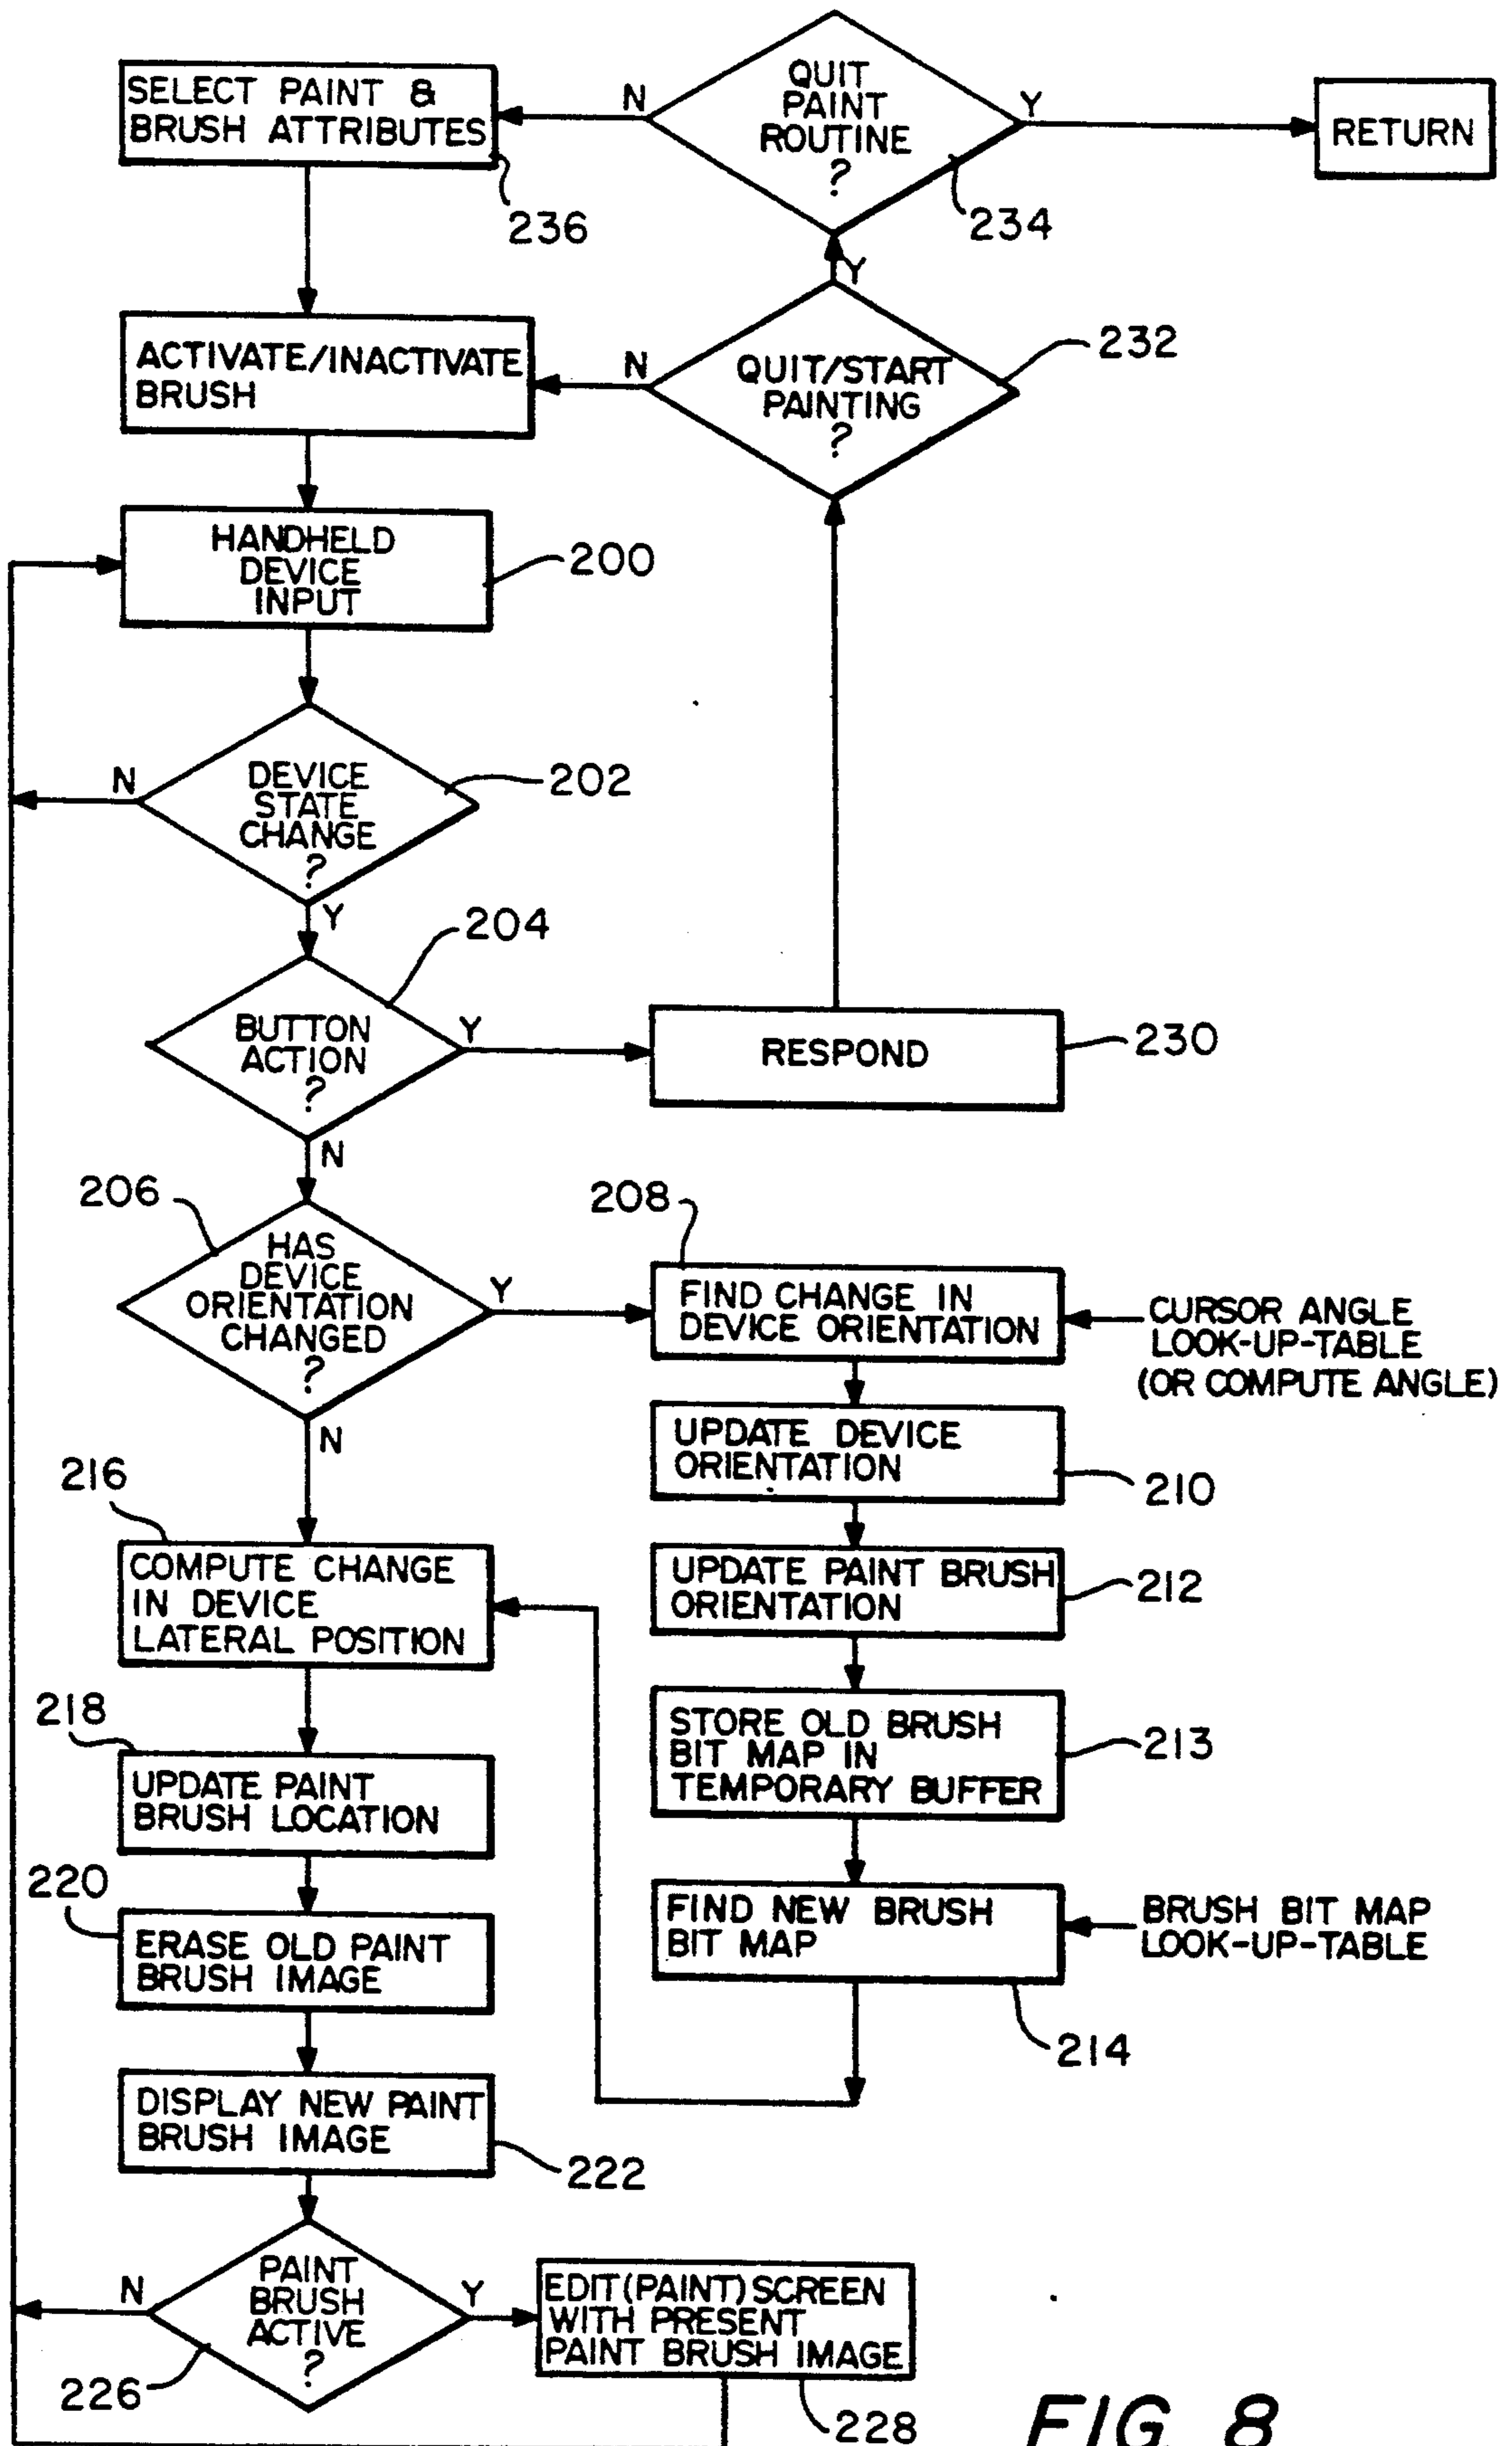 QUIT
PAINT
ROUTINE
?
N
Y
SELECT PAINT &
BRUSH ATTRIBUTES
RETURN
236
234
Y
ACTIVATE/INACTIVATE
BRUSH
N
QUIT/START
PAINTING
?
232
HANDHELD
DEVICE
INPUT
200
N
DEVICE
STATE
CHANGE
?
202
Y
204
BUTTON
ACTION
?
Y
RESPOND
230
N
206
HAS
DEVICE
ORIENTATION
CHANGED
?
Y
208
FIND CHANGE IN
DEVICE ORIENTATION
CURSOR ANGLE
LOOK-UP-TABLE
(OR COMPUTE ANGLE)
N
UPDATE DEVICE
ORIENTATION
210
216
COMPUTE CHANGE
IN DEVICE
LATERAL POSITION
UPDATE PAINT BRUSH
ORIENTATION
212
218
UPDATE PAINT
BRUSH LOCATION
STORE OLD BRUSH
BIT MAP IN
TEMPORARY BUFFER
213
220
ERASE OLD PAINT
BRUSH IMAGE
FIND NEW BRUSH
BIT MAP
BRUSH BIT MAP
LOOK-UP-TABLE
214
DISPLAY NEW PAINT
BRUSH IMAGE
222
N
PAINT
BRUSH
ACTIVE
?
Y
226
EDIT (PAINT) SCREEN
WITH PRESENT
PAINT BRUSH IMAGE
228
FIG. 8